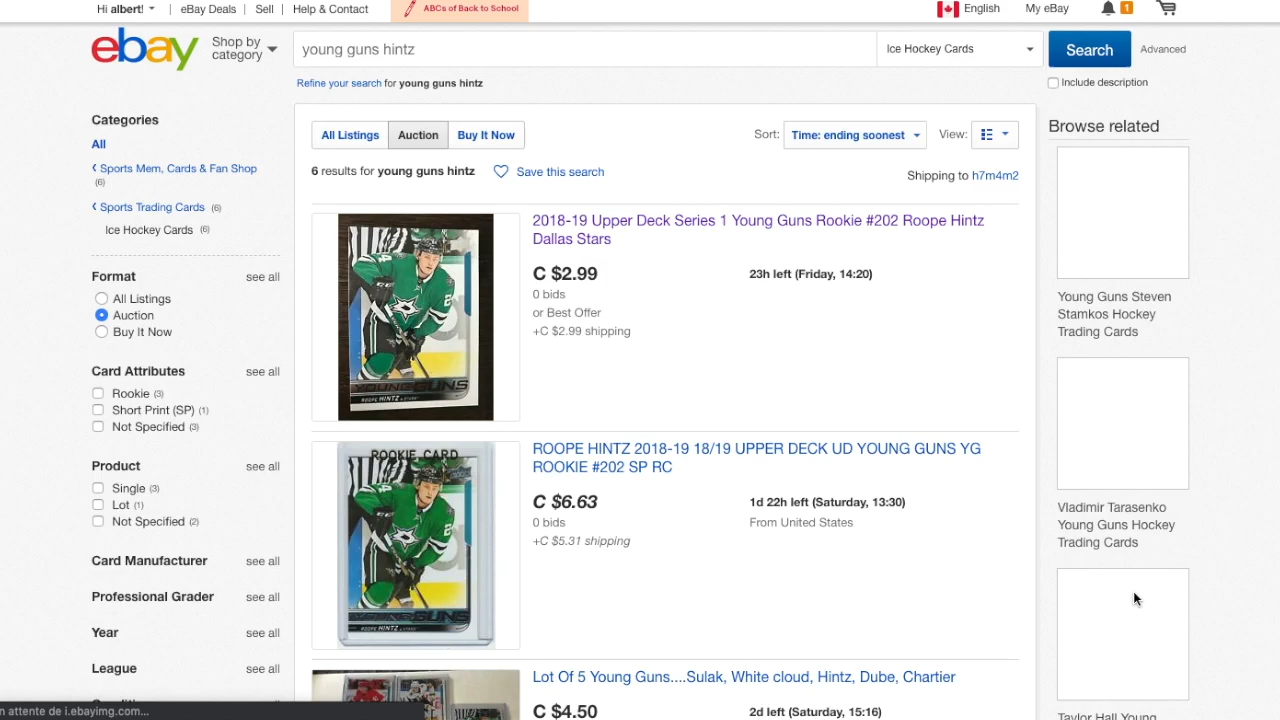 Hi albert! | eBay Deals | Sell | Help & Contact
ABCs of Back to School
English My eBay 1
ebay
Shop by
category
young guns hintz
Ice Hockey Cards
Search
Advanced
Refine your search for young guns hintz
Include description
Categories
All
Sports Mem, Cards & Fan Shop
(6)
Sports Trading Cards (6)
Ice Hockey Cards (6)
Format see all
All Listings
Auction
Buy It Now
Card Attributes see all
Rookie (3)
Short Print (SP) (1)
Not Specified (3)
Product see all
Single (3)
Lot (1)
Not Specified (2)
Card Manufacturer see all
Professional Grader see all
Year see all
League see all
n attente de i.ebayimg.com...
All Listings Auction Buy It Now
Sort: Time: ending soonest View:
6 results for young guns hintz Save this search
Shipping to h7m4m2
2018-19 Upper Deck Series 1 Young Guns Rookie #202 Roope Hintz
Dallas Stars
C $2.99
23h left (Friday, 14:20)
0 bids
or Best Offer
+C $2.99 shipping
YOUNG GUNS
ROOPE HINTZ
ROOPE HINTZ 2018-19 18/19 UPPER DECK UD YOUNG GUNS YG
ROOKIE #202 SP RC
C $6.63
1d 22h left (Saturday, 13:30)
0 bids
From United States
+C $5.31 shipping
ROOKIE CARD
YOUNG GUNS
ROOPE HINTZ
Lot Of 5 Young Guns....Sulak, White cloud, Hintz, Dube, Chartier
C $4.50
2d left (Saturday, 15:16)
Browse related
Young Guns Steven
Stamkos Hockey
Trading Cards
Vladimir Tarasenko
Young Guns Hockey
Trading Cards
Taylor Hall Young